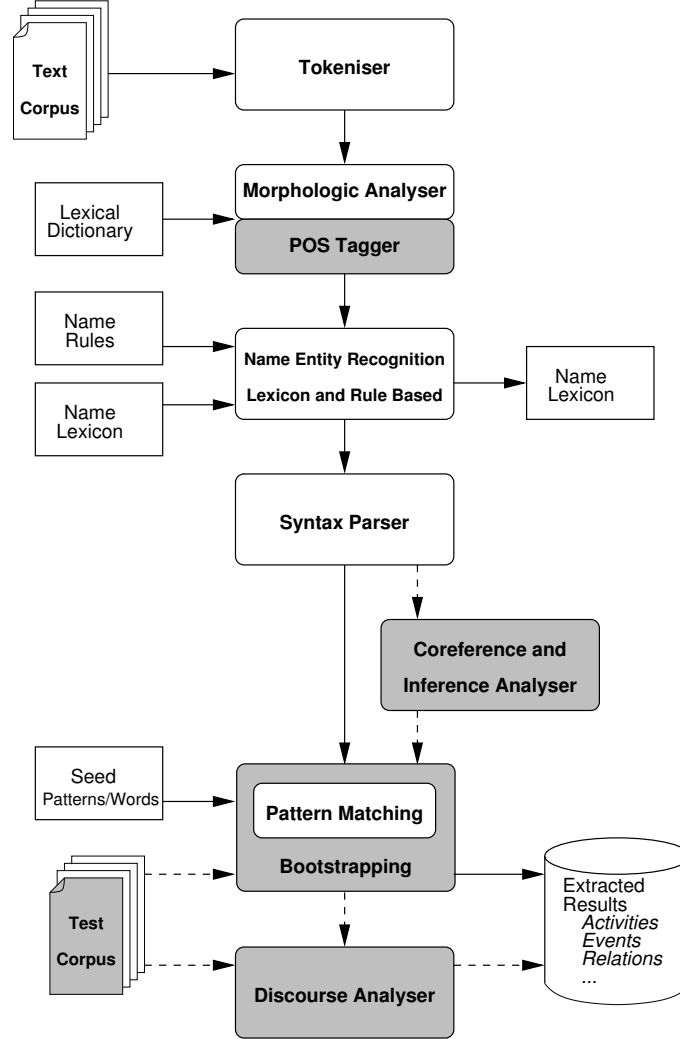 Text
Corpus
Tokeniser
Lexical
Dictionary
Morphologic Analyser
POS Tagger
Name
Rules
Name
Lexicon
Name Entity Recognition
Lexicon and Rule Based
Name
Lexicon
Syntax Parser
Coreference and
Inference Analyser
Seed
Patterns/Words
Pattern Matching
Bootstrapping
Test
Corpus
Discourse Analyser
Extracted
Results
Activities
Events
Relations
...